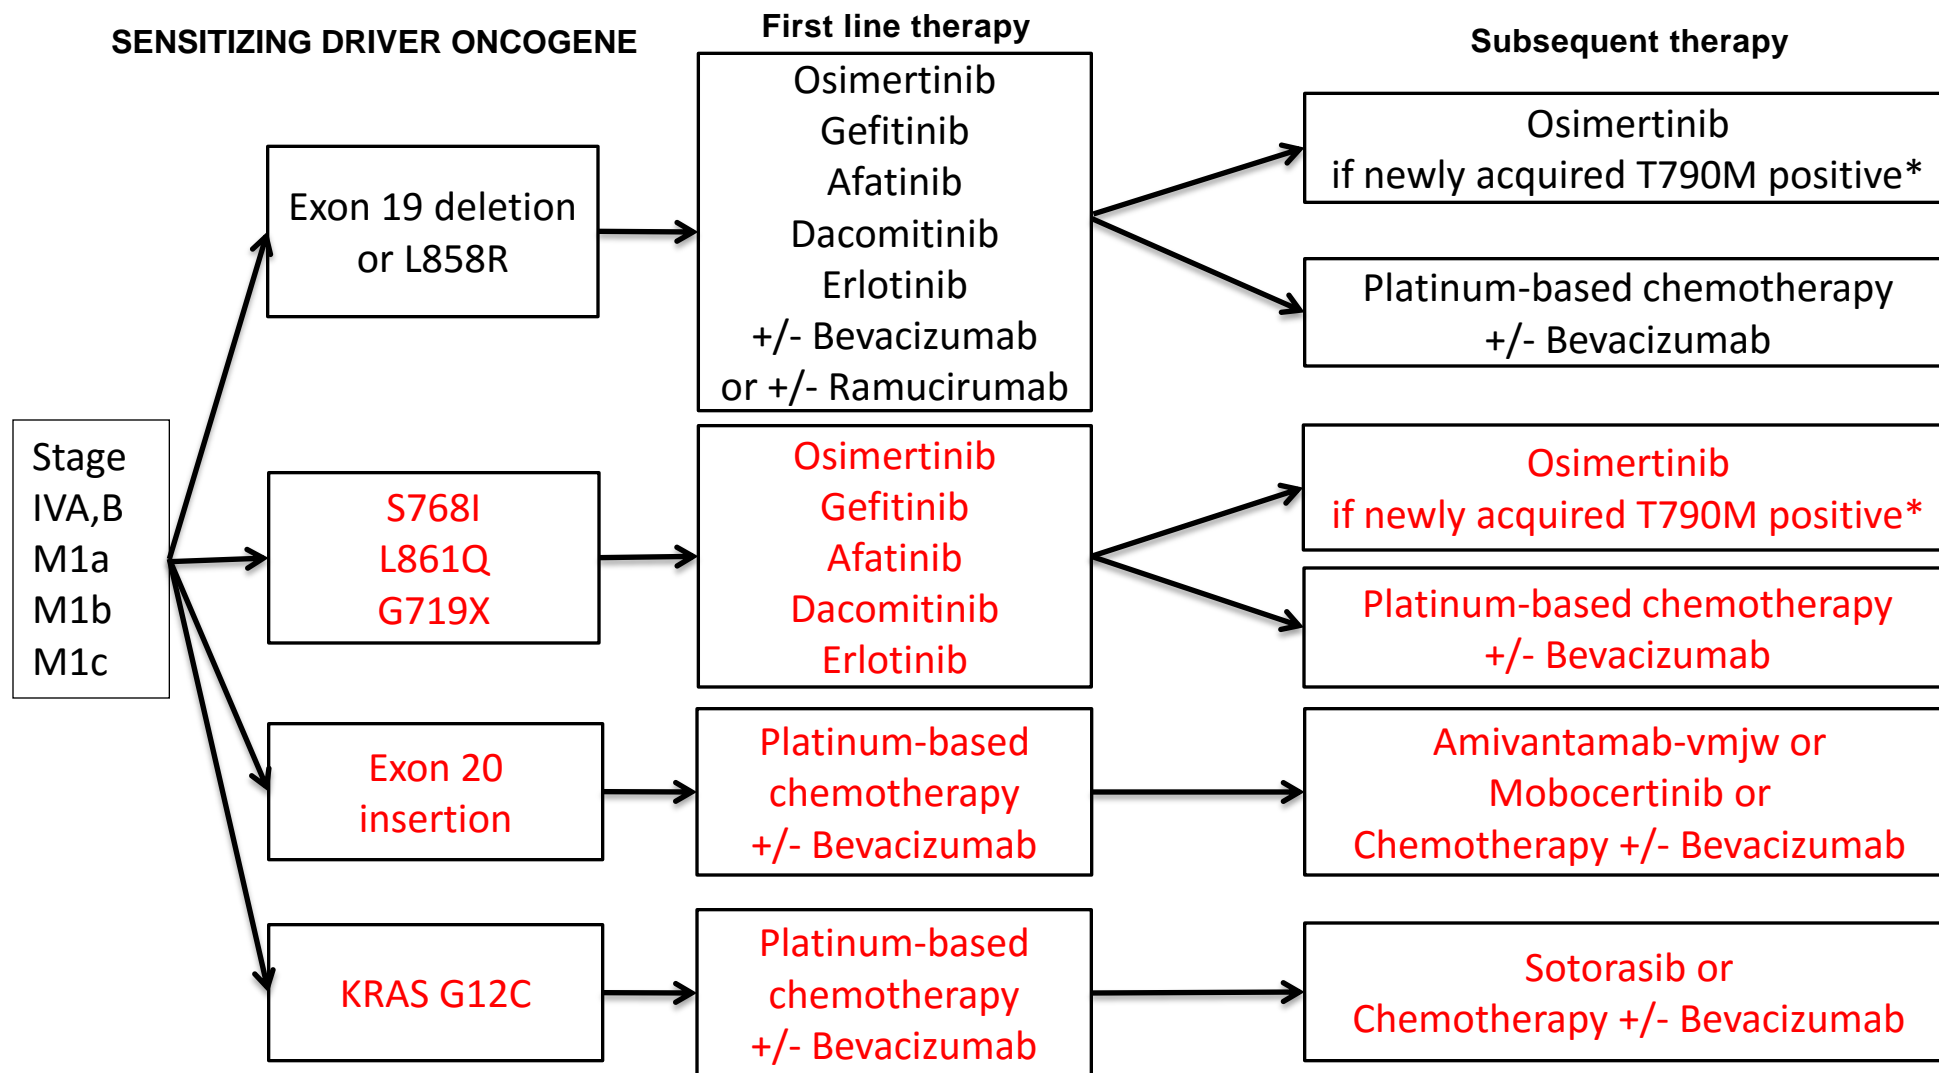 SENSITIZING DRIVER ONCOGENE
First line therapy
Subsequent therapy
Stage
IVA,B
M1a
M1b
M1c
Exon 19 deletion
or L858R
Osimertinib
Gefitinib
Afatinib
Dacomitinib
Erlotinib
+/- Bevacizumab
or +/- Ramucirumab
Osimertinib
if newly acquired T790M positive*
Platinum-based chemotherapy
+/- Bevacizumab
S768I
L861Q
G719X
Osimertinib
Gefitinib
Afatinib
Dacomitinib
Erlotinib
Osimertinib
if newly acquired T790M positive*
Platinum-based chemotherapy
+/- Bevacizumab
Exon 20
insertion
Platinum-based
chemotherapy
+/- Bevacizumab
Amivantamab-vmjw or
Mobocertinib or
Chemotherapy +/- Bevacizumab
KRAS G12C
Platinum-based
chemotherapy
+/- Bevacizumab
Sotorasib or
Chemotherapy +/- Bevacizumab